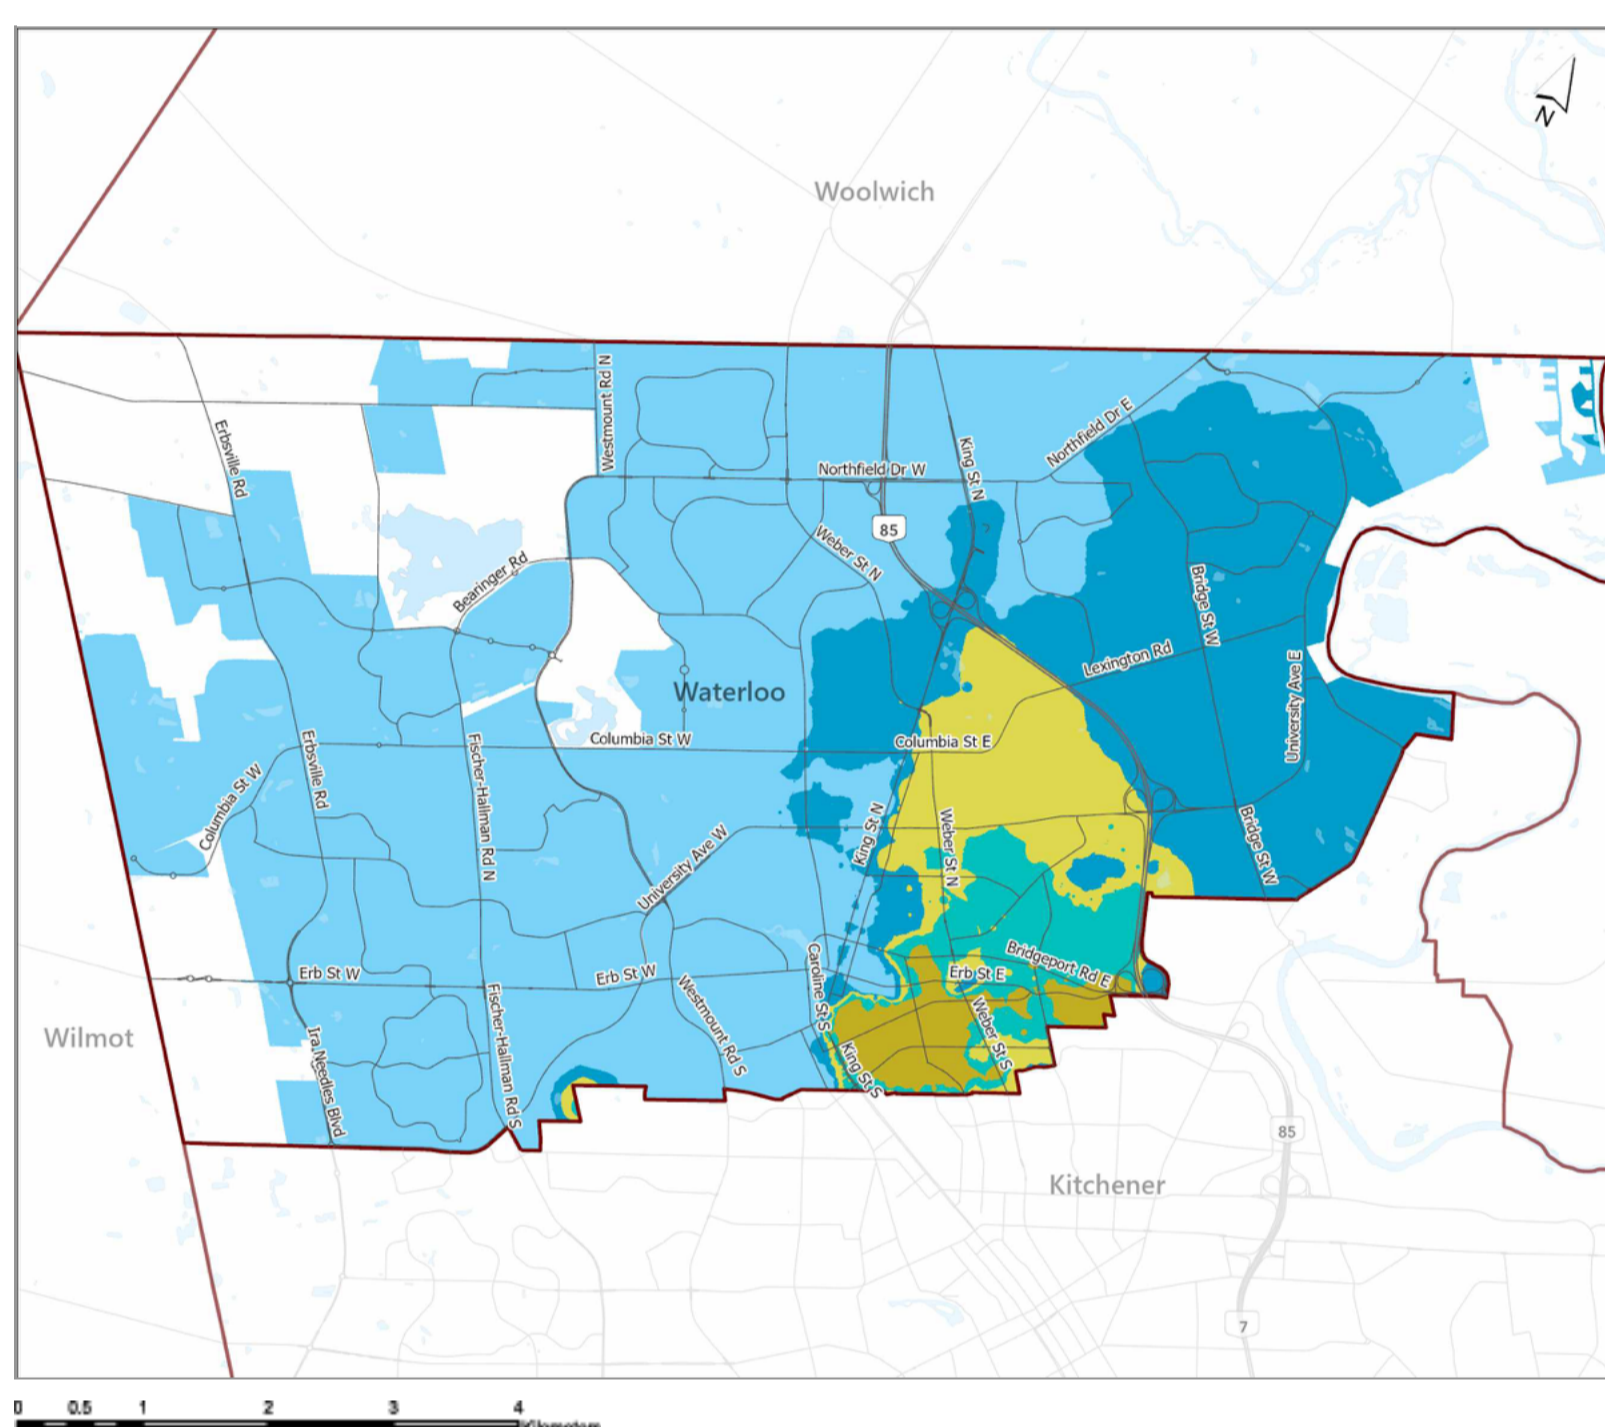 N
Woolwich
Westmount Rd N
Erbsville Rd
Northfield Dr E
King St N
Northfield Dr W
85
Weber St N
Bearinger Rd
Bridge St W
Lexington Rd
University Ave E
Waterloo
Columbia St W
Columbia St E
Erbsville Rd
Fischer-Hallman Rd N
Columbia St W
King St N
Weber St N
Bridge St W
University Ave W
Bridgeport Rd E
Erb St W
Erb St W
Caroline St S
Erb St E
Westmount Rd S
Fischer-Hallman Rd S
Weber St S
Wilmot
Ira Needles Blvd
King St S
85
Kitchener
7
0 0.5 1 2 3 4